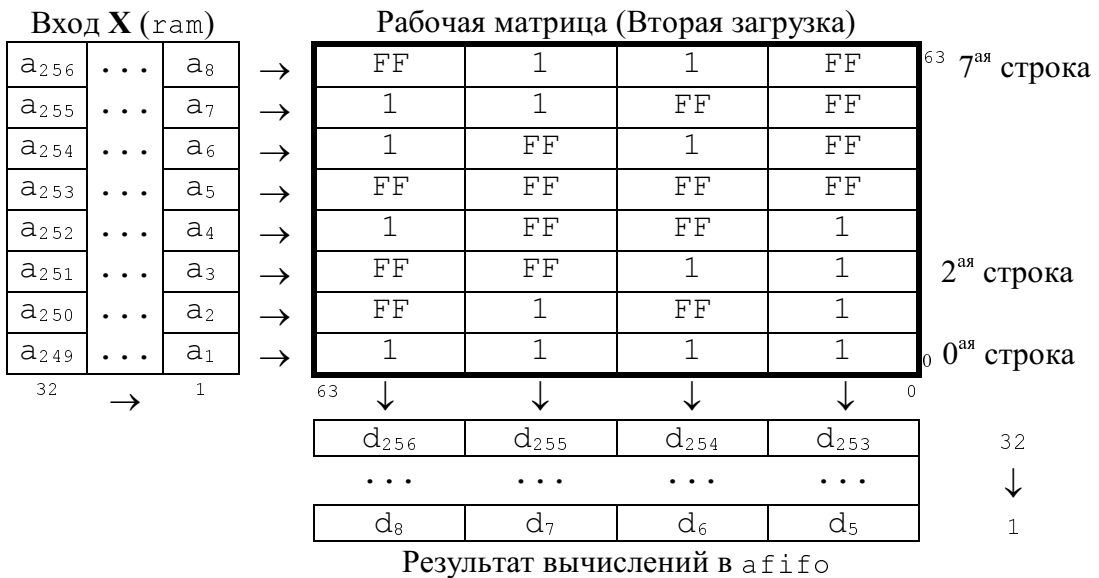 Вход X (ram) Рабочая матрица (Вторая загрузка)
a₂₅₆ ... a₈ → FF 1 1 FF ⁶³ 7ᵃᵃ строка
a₂₅₅ ... a₇ → 1 1 FF FF
a₂₅₄ ... a₆ → 1 FF 1 FF
a₂₅₃ ... a₅ → FF FF FF FF
a₂₅₂ ... a₄ → 1 FF FF 1
a₂₅₁ ... a₃ → FF FF 1 1 2ᵃя строка
a₂₅₀ ... a₂ → FF 1 FF 1
a₂₄₉ ... a₁ → 1 1 1 1 ₀ 0ᵃя строка
32 → 1 63 ↓ ↓ ↓ ↓ 0
d₂₅₆ d₂₅₅ d₂₅₄ d₂₅₃ 32
... ... ... ... ↓
d₈ d₇ d₆ d₅ 1
Результат вычислений в afifo